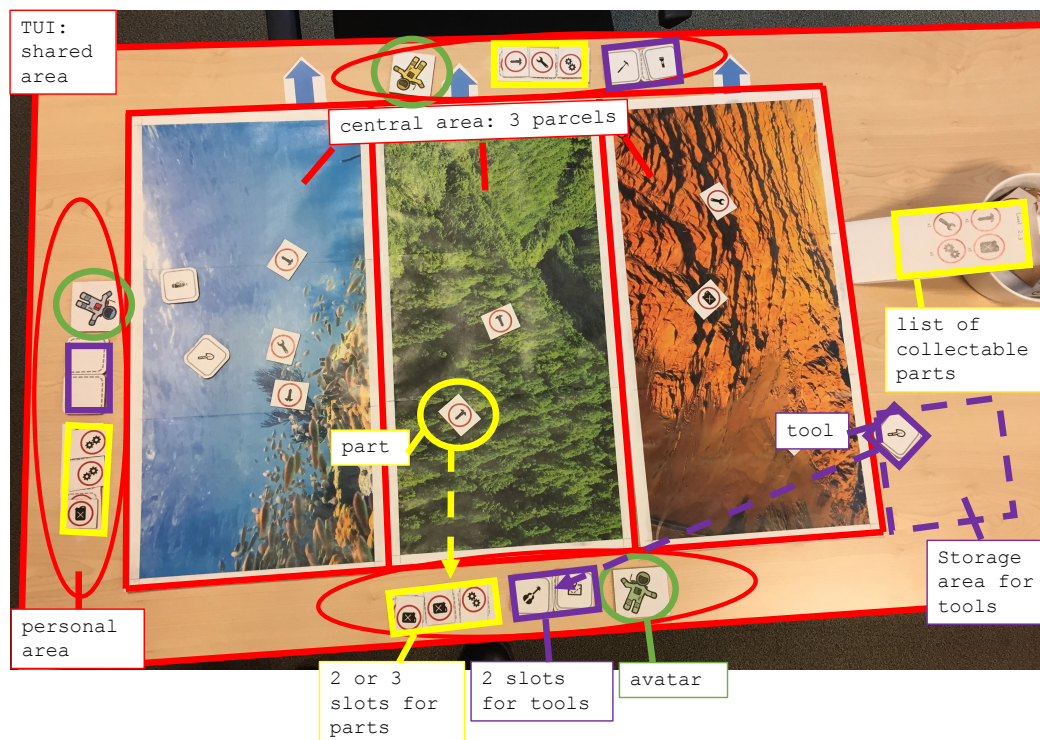 TUI:
shared
area
central area: 3 parcels
list of
collectable
parts
part
tool
Storage
area for
tools
personal
area
2 or 3
slots for
parts
2 slots
for tools
avatar